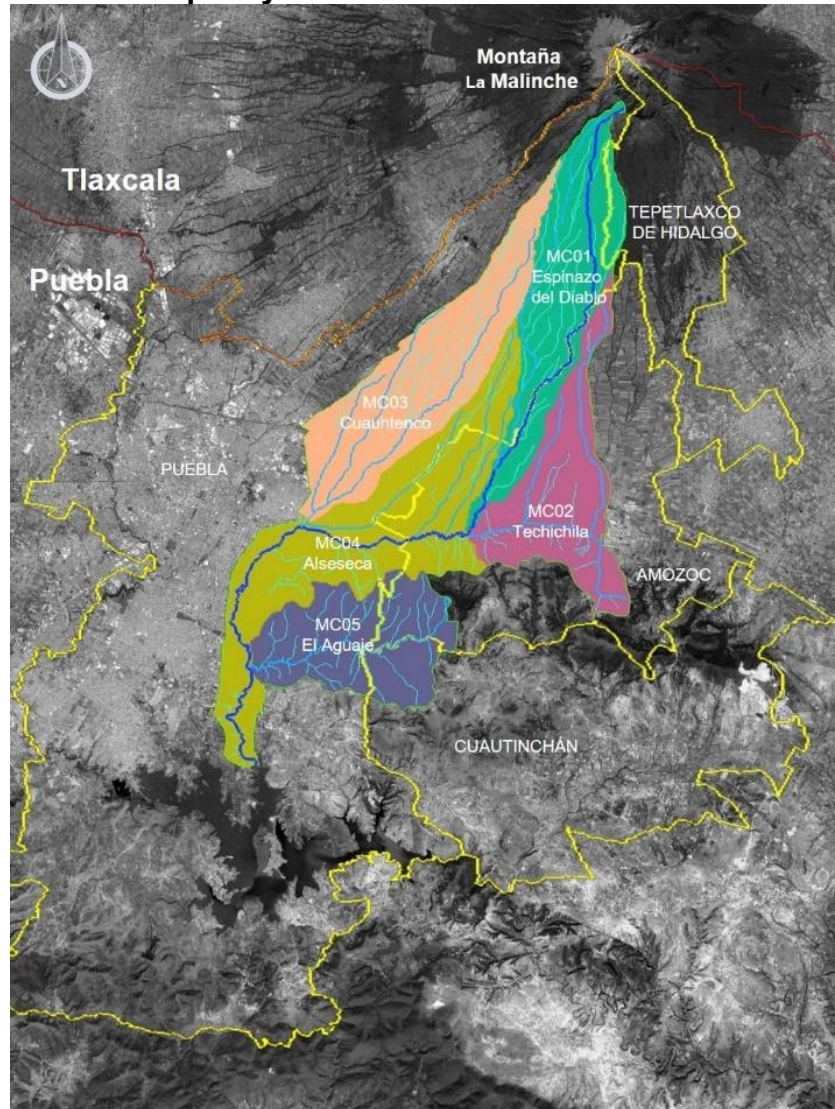 Montaña
La Malinche
Tlaxcala
TEPETLAXCO
DE HIDALGO
MC01
Espinazo
del Diablo
Puebla
MC03
Cuauhtenco
PUEBLA
MC02
Techichila
MC04
Alseseca
AMOZOC
MC05
El Aguaje
CUAUTINCHÁN